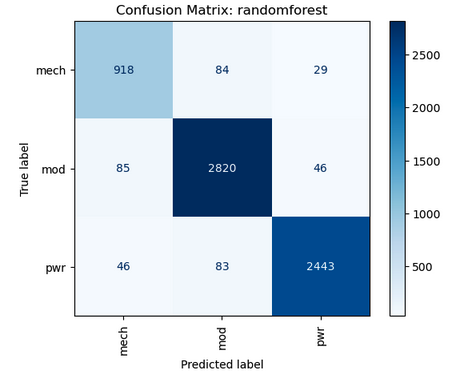 Confusion Matrix: randomforest
True label
mech
918
84
29
mod
85
2820
46
pwr
46
83
2443
mech
mod
pwr
Predicted label
2500
2000
1500
1000
500